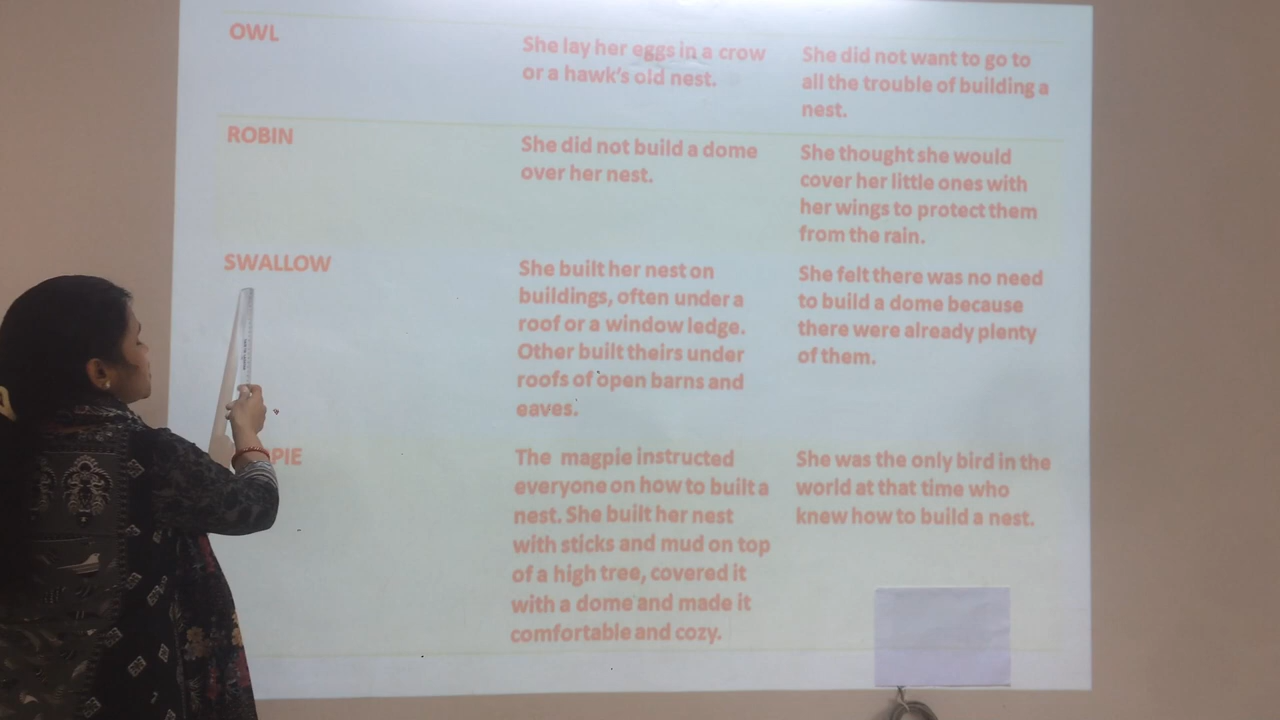 OWL
She lay her eggs in a crow
or a hawk's old nest.
She did not want to go to
all the trouble of building a
nest.
ROBIN
She did not build a dome
over her nest.
She thought she would
cover her little ones with
her wings to protect them
from the rain.
SWALLOW
She built her nest on
buildings, often under a
roof or a window ledge.
Other built theirs under
roofs of open barns and
eaves.
She felt there was no need
to build a dome because
there were already plenty
of them.
PIE
The magpie instructed
everyone on how to built a
nest. She built her nest
with sticks and mud on top
of a high tree, covered it
with a dome and made it
comfortable and cozy.
She was the only bird in the
world at that time who
knew how to build a nest.